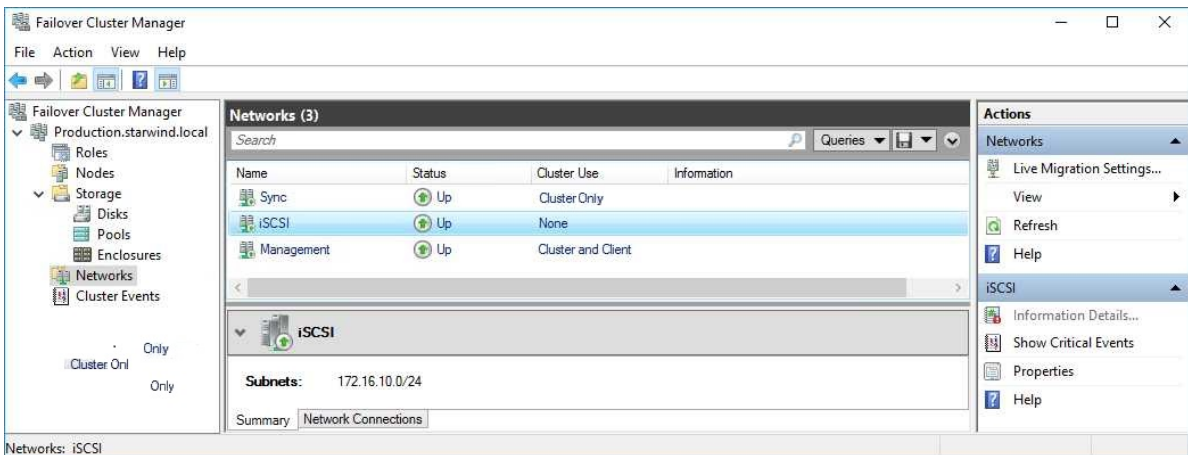 Failover Cluster Manager
File Action View Help
Failover Cluster Manager
Production.starwind.local
Roles
Nodes
Storage
Disks
Pools
Enclosures
Networks
Cluster Events
Only
Cluster Onl
Only
Networks (3)
Search
Queries
Name Status Cluster Use Information
Sync Up Cluster Only
iSCSI Up None
Management Up Cluster and Client
iSCSI
Subnets: 172.16.10.0/24
Summary Network Connections
Actions
Networks
Live Migration Settings...
View
Refresh
Help
iSCSI
Information Details...
Show Critical Events
Properties
Help
Networks: iSCSI